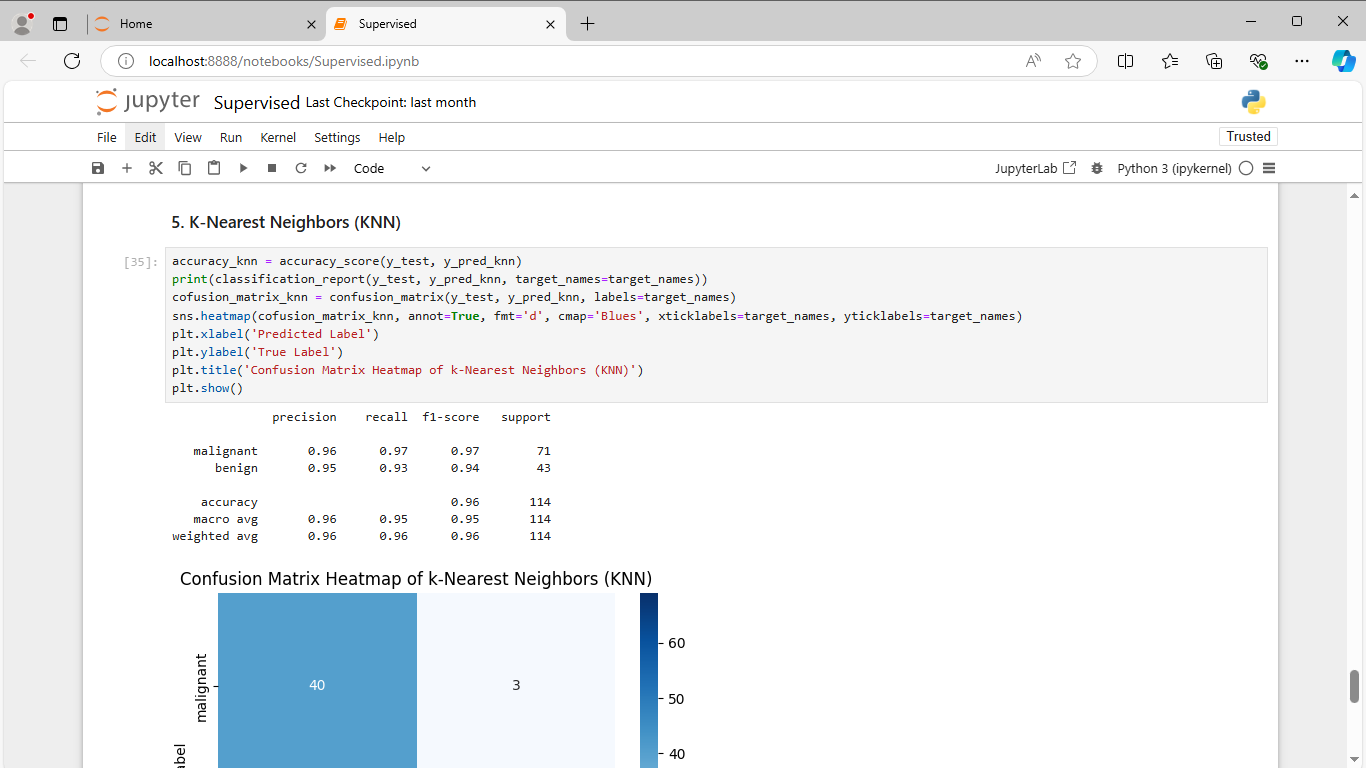 Home
Supervised
localhost:8888/notebooks/Supervised.ipynb
jupyter Supervised Last Checkpoint: last month
File Edit View Run Kernel Settings Help
Trusted
Code
JupyterLab
Python 3 (ipykernel)
5. K-Nearest Neighbors (KNN)
[35]:
accuracy_knn = accuracy_score(y_test, y_pred_knn)
print(classification_report(y_test, y_pred_knn, target_names=target_names))
cofusion_matrix_knn = confusion_matrix(y_test, y_pred_knn, labels=target_names)
sns.heatmap(cofusion_matrix_knn, annot=True, fmt='d', cmap='Blues', xticklabels=target_names, yticklabels=target_names)
plt.xlabel('Predicted Label')
plt.ylabel('True Label')
plt.title('Confusion Matrix Heatmap of k-Nearest Neighbors (KNN)')
plt.show()
precision recall f1-score support
malignant 0.96 0.97 0.97 71
benign 0.95 0.93 0.94 43
accuracy 0.96 114
macro avg 0.96 0.95 0.95 114
weighted avg 0.96 0.96 0.96 114
Confusion Matrix Heatmap of k-Nearest Neighbors (KNN)
malignant
40 3
60
50
40